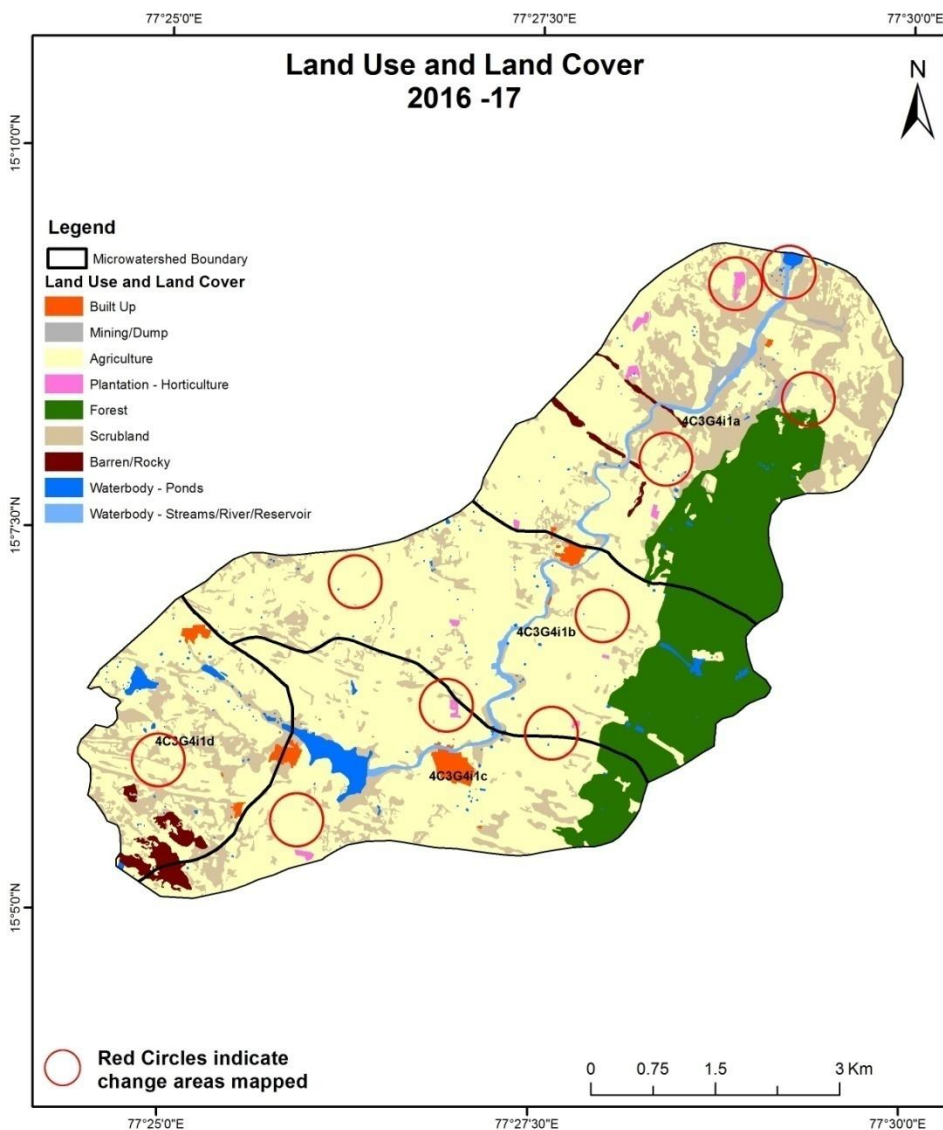 77°25'0"E
77°27'30"E
77°30'0"E
Land Use and Land Cover
2016 -17
N
15°10'0"N
Legend
Microwatershed Boundary
Land Use and Land Cover
Built Up
Mining/Dump
Agriculture
Plantation - Horticulture
Forest
Scrubland
Barren/Rocky
Waterbody - Ponds
Waterbody - Streams/River/Reservoir
4C3G4i1a
15°7'30"N
4C3G4i1b
4C3G4i1d
4C3G4i1c
15°5'0"N
Red Circles indicate
change areas mapped
0 0.75 1.5 3 Km
77°25'0"E
77°27'30"E
77°30'0"E